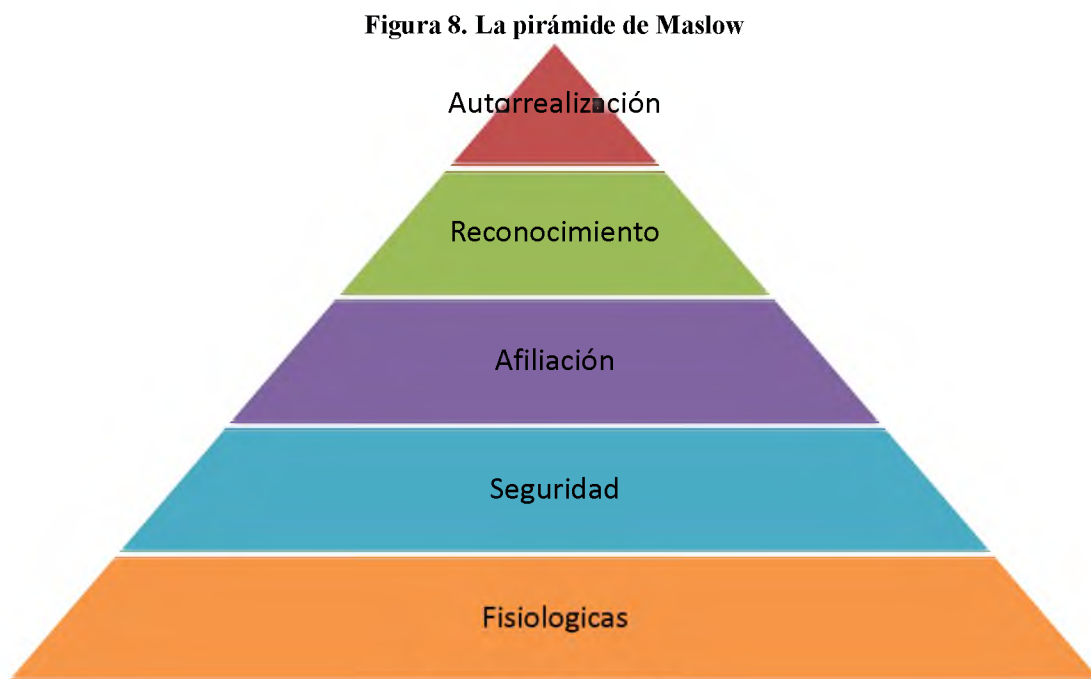 Figura 8. La pirámide de Maslow
Autorrealización
Reconocimiento
Afiliación
Seguridad
Fisiologicas